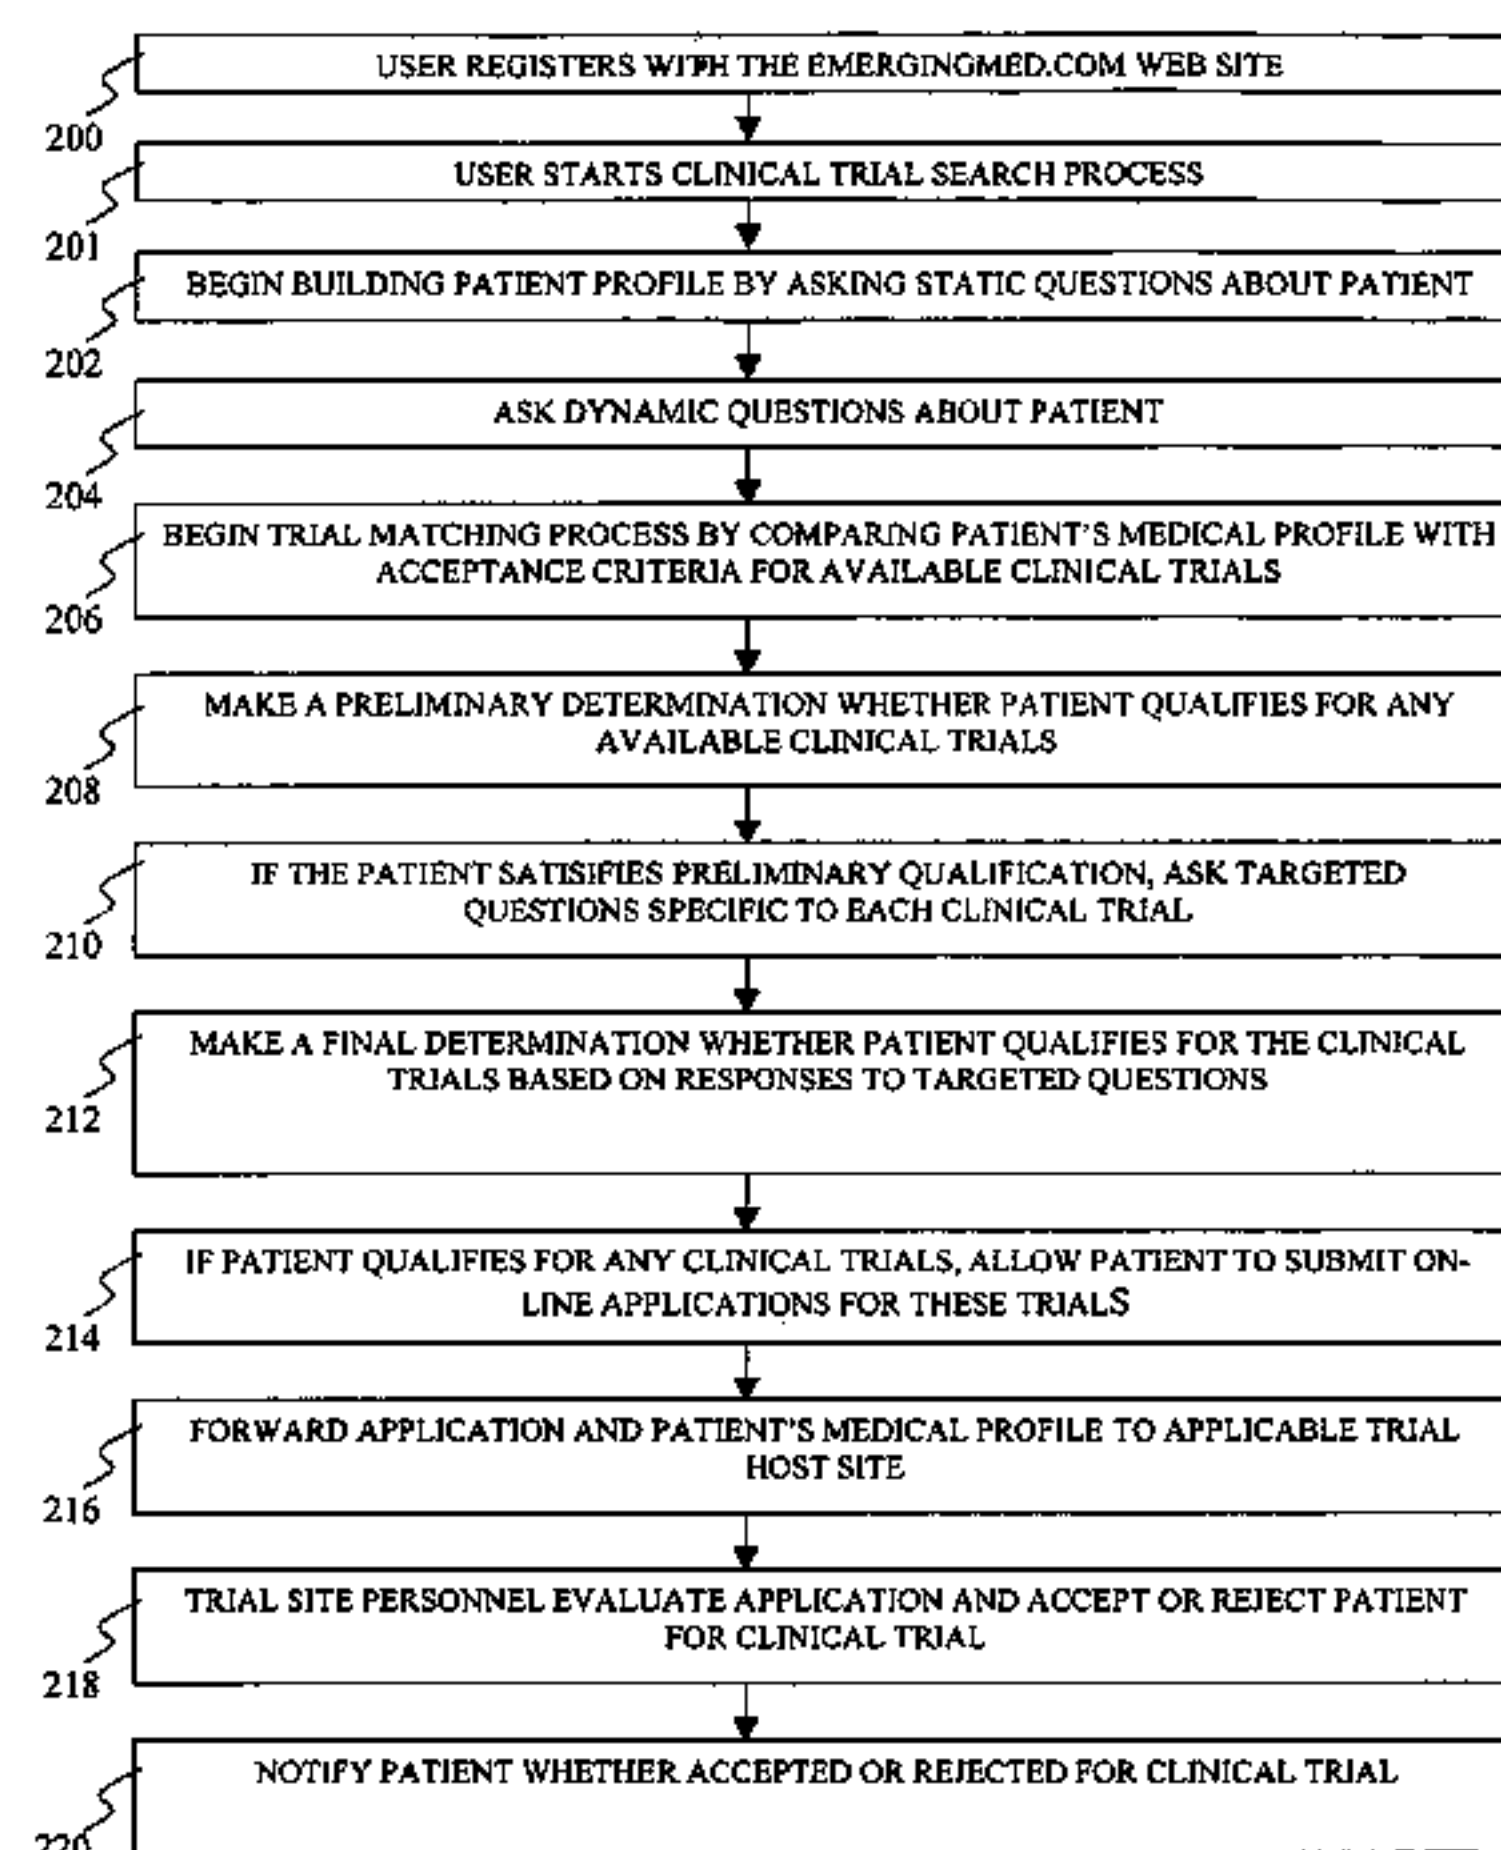 USER REGISTERS WITH THE EMERGINGMED.COM WEB SITE
200
USER STARTS CLINICAL TRIAL SEARCH PROCESS
201
BEGIN BUILDING PATIENT PROFILE BY ASKING STATIC QUESTIONS ABOUT PATIENT
202
ASK DYNAMIC QUESTIONS ABOUT PATIENT
204
BEGIN TRIAL MATCHING PROCESS BY COMPARING PATIENT'S MEDICAL PROFILE WITH
ACCEPTANCE CRITERIA FOR AVAILABLE CLINICAL TRIALS
206
MAKE A PRELIMINARY DETERMINATION WHETHER PATIENT QUALIFIES FOR ANY
AVAILABLE CLINICAL TRIALS
208
IF THE PATIENT SATISIFIES PRELIMINARY QUALIFICATION, ASK TARGETED
QUESTIONS SPECIFIC TO EACH CLINICAL TRIAL
210
MAKE A FINAL DETERMINATION WHETHER PATIENT QUALIFIES FOR THE CLINICAL
TRIALS BASED ON RESPONSES TO TARGETED QUESTIONS
212
IF PATIENT QUALIFIES FOR ANY CLINICAL TRIALS, ALLOW PATIENT TO SUBMIT ON-
LINE APPLICATIONS FOR THESE TRIALS
214
FORWARD APPLICATION AND PATIENT'S MEDICAL PROFILE TO APPLICABLE TRIAL
HOST SITE
216
TRIAL SITE PERSONNEL EVALUATE APPLICATION AND ACCEPT OR REJECT PATIENT
FOR CLINICAL TRIAL
218
NOTIFY PATIENT WHETHER ACCEPTED OR REJECTED FOR CLINICAL TRIAL
220